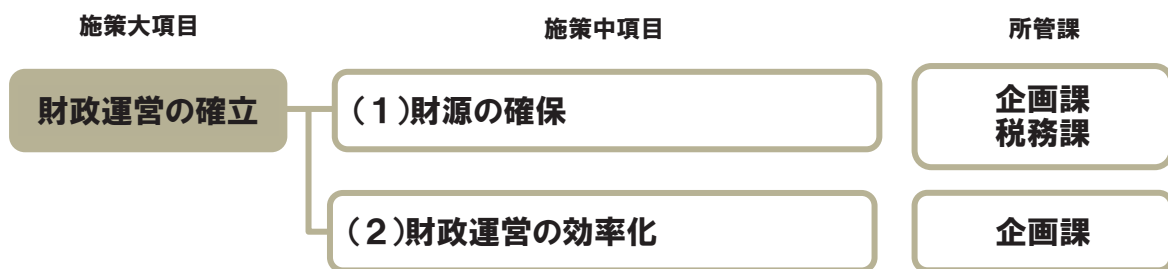 施策大項目
施策中項目
所管課
財政運営の確立
（１）財源の確保
企画課
税務課
（２）財政運営の効率化
企画課